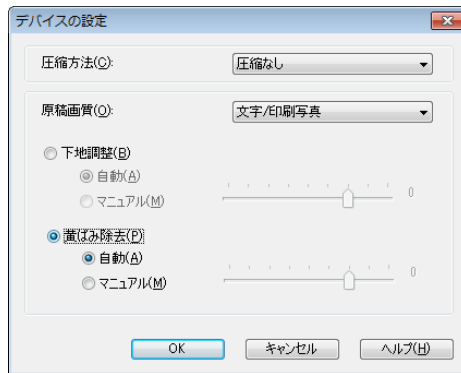 デバイスの設定
圧縮方法(C): 圧縮なし
原稿画質(O): 文字/印刷写真
下地調整(B)
自動(A)
マニュアル(M) 0
黄ばみ除去(P)
自動(A)
マニュアル(M) 0
OK キャンセル ヘルプ(H)